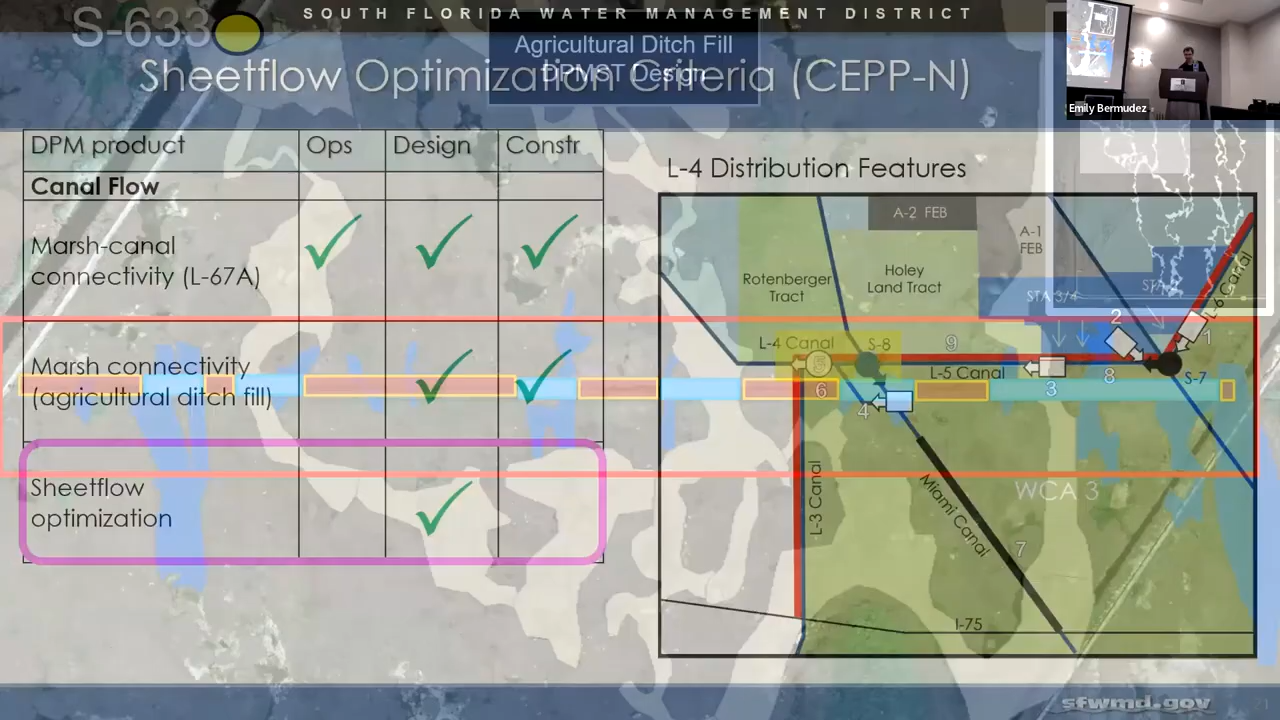 SOUTH FLORIDA WATER MANAGEMENT DISTRICT
S-633
Agricultural Ditch Fill
DPMST Design
Sheetflow Optimization Criteria (CEPP-N)
Emily Bermudez
DPM product Ops Design Constr
Canal Flow
Marsh-canal
connectivity (L-67A)
Marsh connectivity
(agricultural ditch fill)
Sheetflow
optimization
L-4 Distribution Features
A-2 FEB
A-1
FEB
Rotenberger
Tract
Holey
Land Tract
STA 3/4
L-6 Canal
2
1
L-4 Canal
S-8
9
5
L-5 Canal
8
S-7
6
3
4
L-3 Canal
Miami Canal
WCA 3
7
I-75
sfwmd.gov